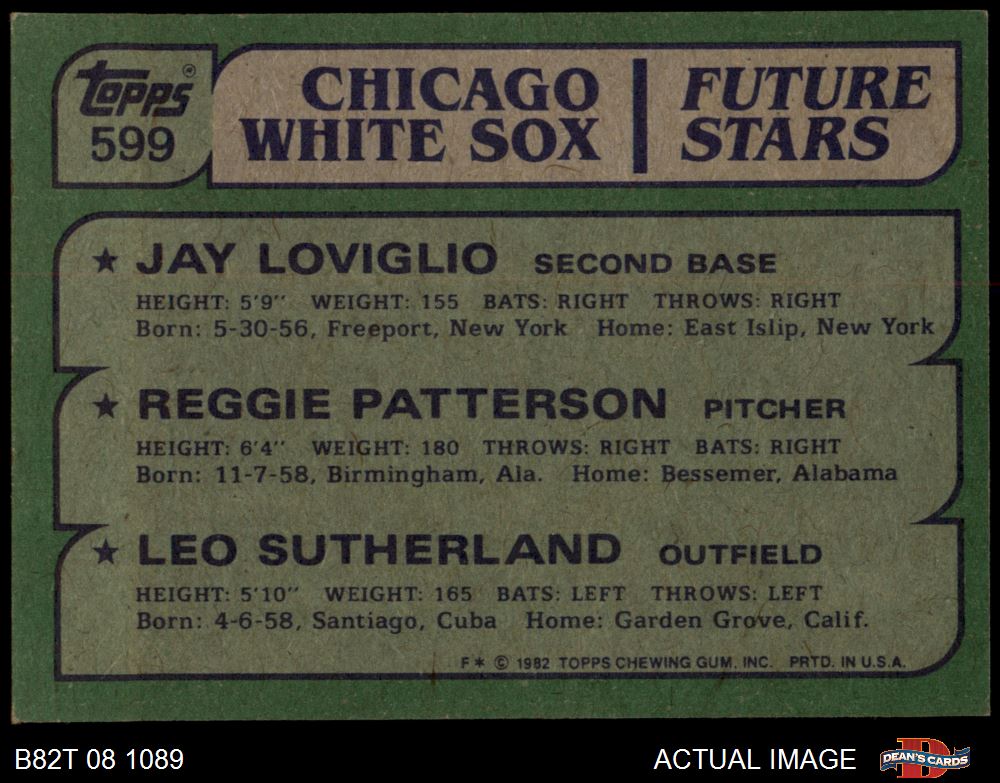 topps®
599
CHICAGO
WHITE SOX
FUTURE
STARS
★ JAY LOVIGLIO SECOND BASE
HEIGHT: 5'9" WEIGHT: 155 BATS: RIGHT THROWS: RIGHT
Born: 5-30-56, Freeport, New York Home: East Islip, New York
★ REGGIE PATTERSON PITCHER
HEIGHT: 6'4" WEIGHT: 180 THROWS: RIGHT BATS: RIGHT
Born: 11-7-58, Birmingham, Ala. Home: Bessemer, Alabama
★ LEO SUTHERLAND OUTFIELD
HEIGHT: 5'10" WEIGHT: 165 BATS: LEFT THROWS: LEFT
Born: 4-6-58, Santiago, Cuba Home: Garden Grove, Calif.
F* © 1982 TOPPS CHEWING GUM, INC. PRTD. IN U.S.A.
B82T 08 1089
ACTUAL IMAGE
D
DEAN'S CARDS